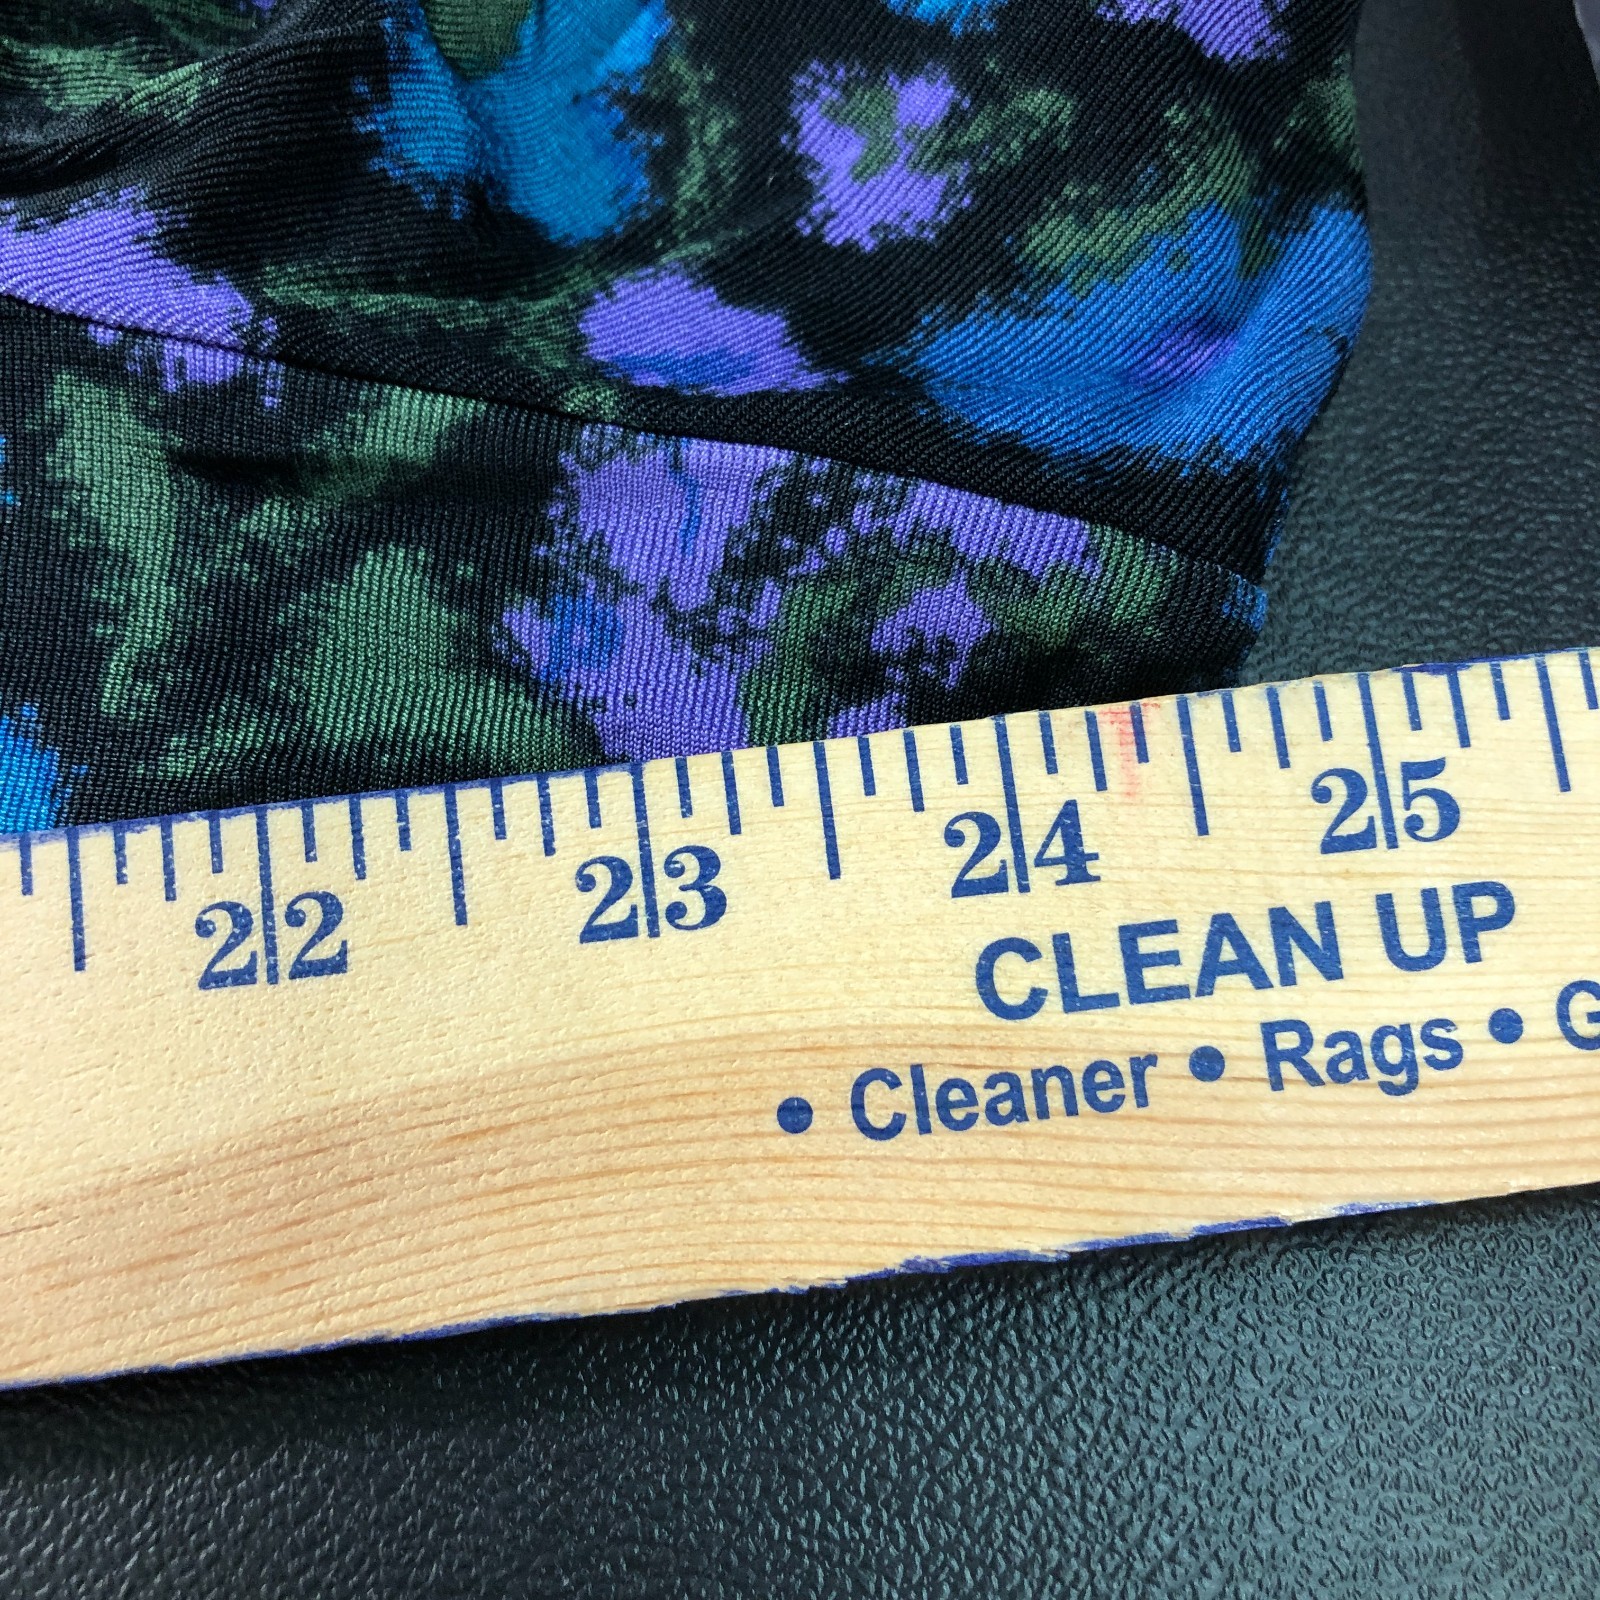 22 23 24 25
CLEAN UP
• Cleaner • Rags •